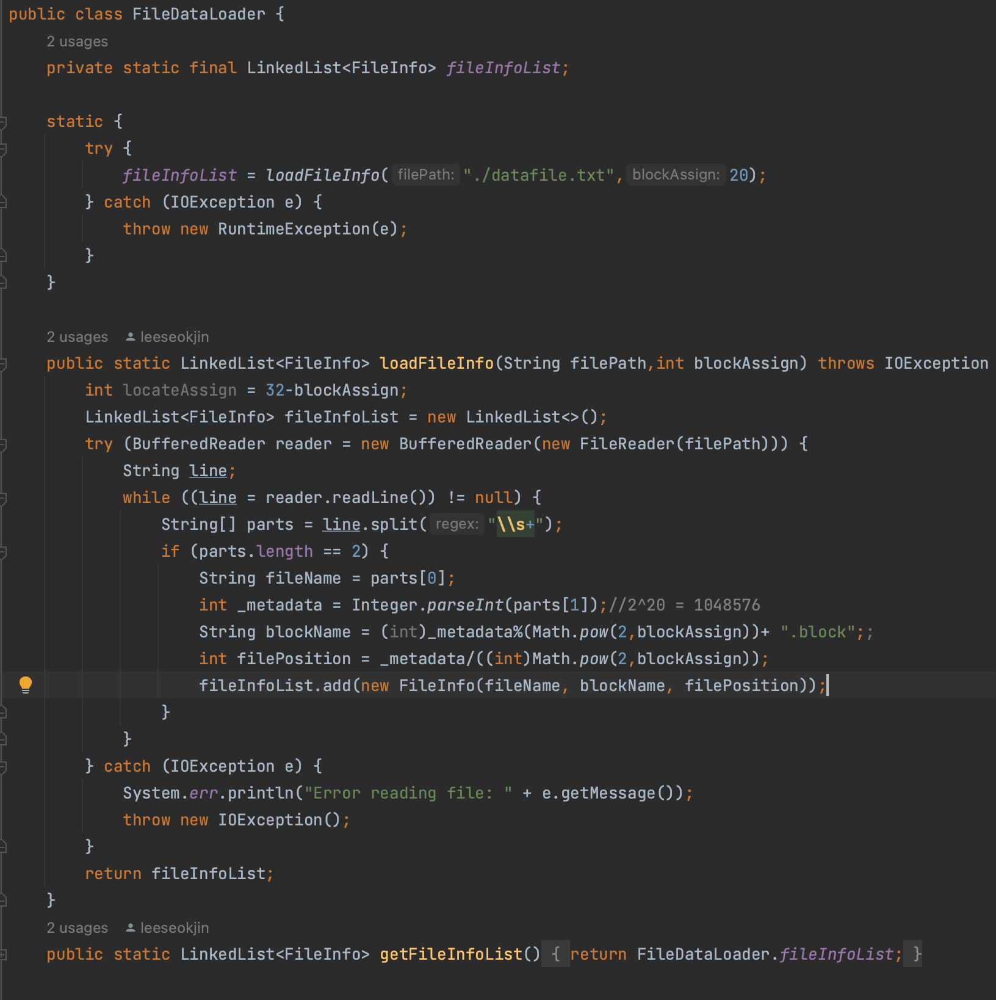 public class FileDataLoader {
2 usages
private static final LinkedList<FileInfo> fileInfoList;
static {
try {
fileInfoList = loadFileInfo( filePath: "./datafile.txt", blockAssign: 20);
} catch (IOException e) {
throw new RuntimeException(e);
}
}
2 usages leeseokjin
public static LinkedList<FileInfo> loadFileInfo(String filePath,int blockAssign) throws IOException
int locateAssign = 32-blockAssign;
LinkedList<FileInfo> fileInfoList = new LinkedList<>();
try (BufferedReader reader = new BufferedReader(new FileReader(filePath))) {
String line;
while ((line = reader.readLine()) != null) {
String[] parts = line.split( regex: "\\s+");
if (parts.length == 2) {
String fileName = parts[0];
int _metadata = Integer.parseInt(parts[1]);//2^20 = 1048576
String blockName = (int)_metadata%(Math.pow(2,blockAssign))+ ".block";;
int filePosition = _metadata/((int)Math.pow(2,blockAssign));
fileInfoList.add(new FileInfo(fileName, blockName, filePosition));
}
}
} catch (IOException e) {
System.err.println("Error reading file: " + e.getMessage());
throw new IOException();
}
return fileInfoList;
}
2 usages leeseokjin
public static LinkedList<FileInfo> getFileInfoList() { return FileDataLoader.fileInfoList; }